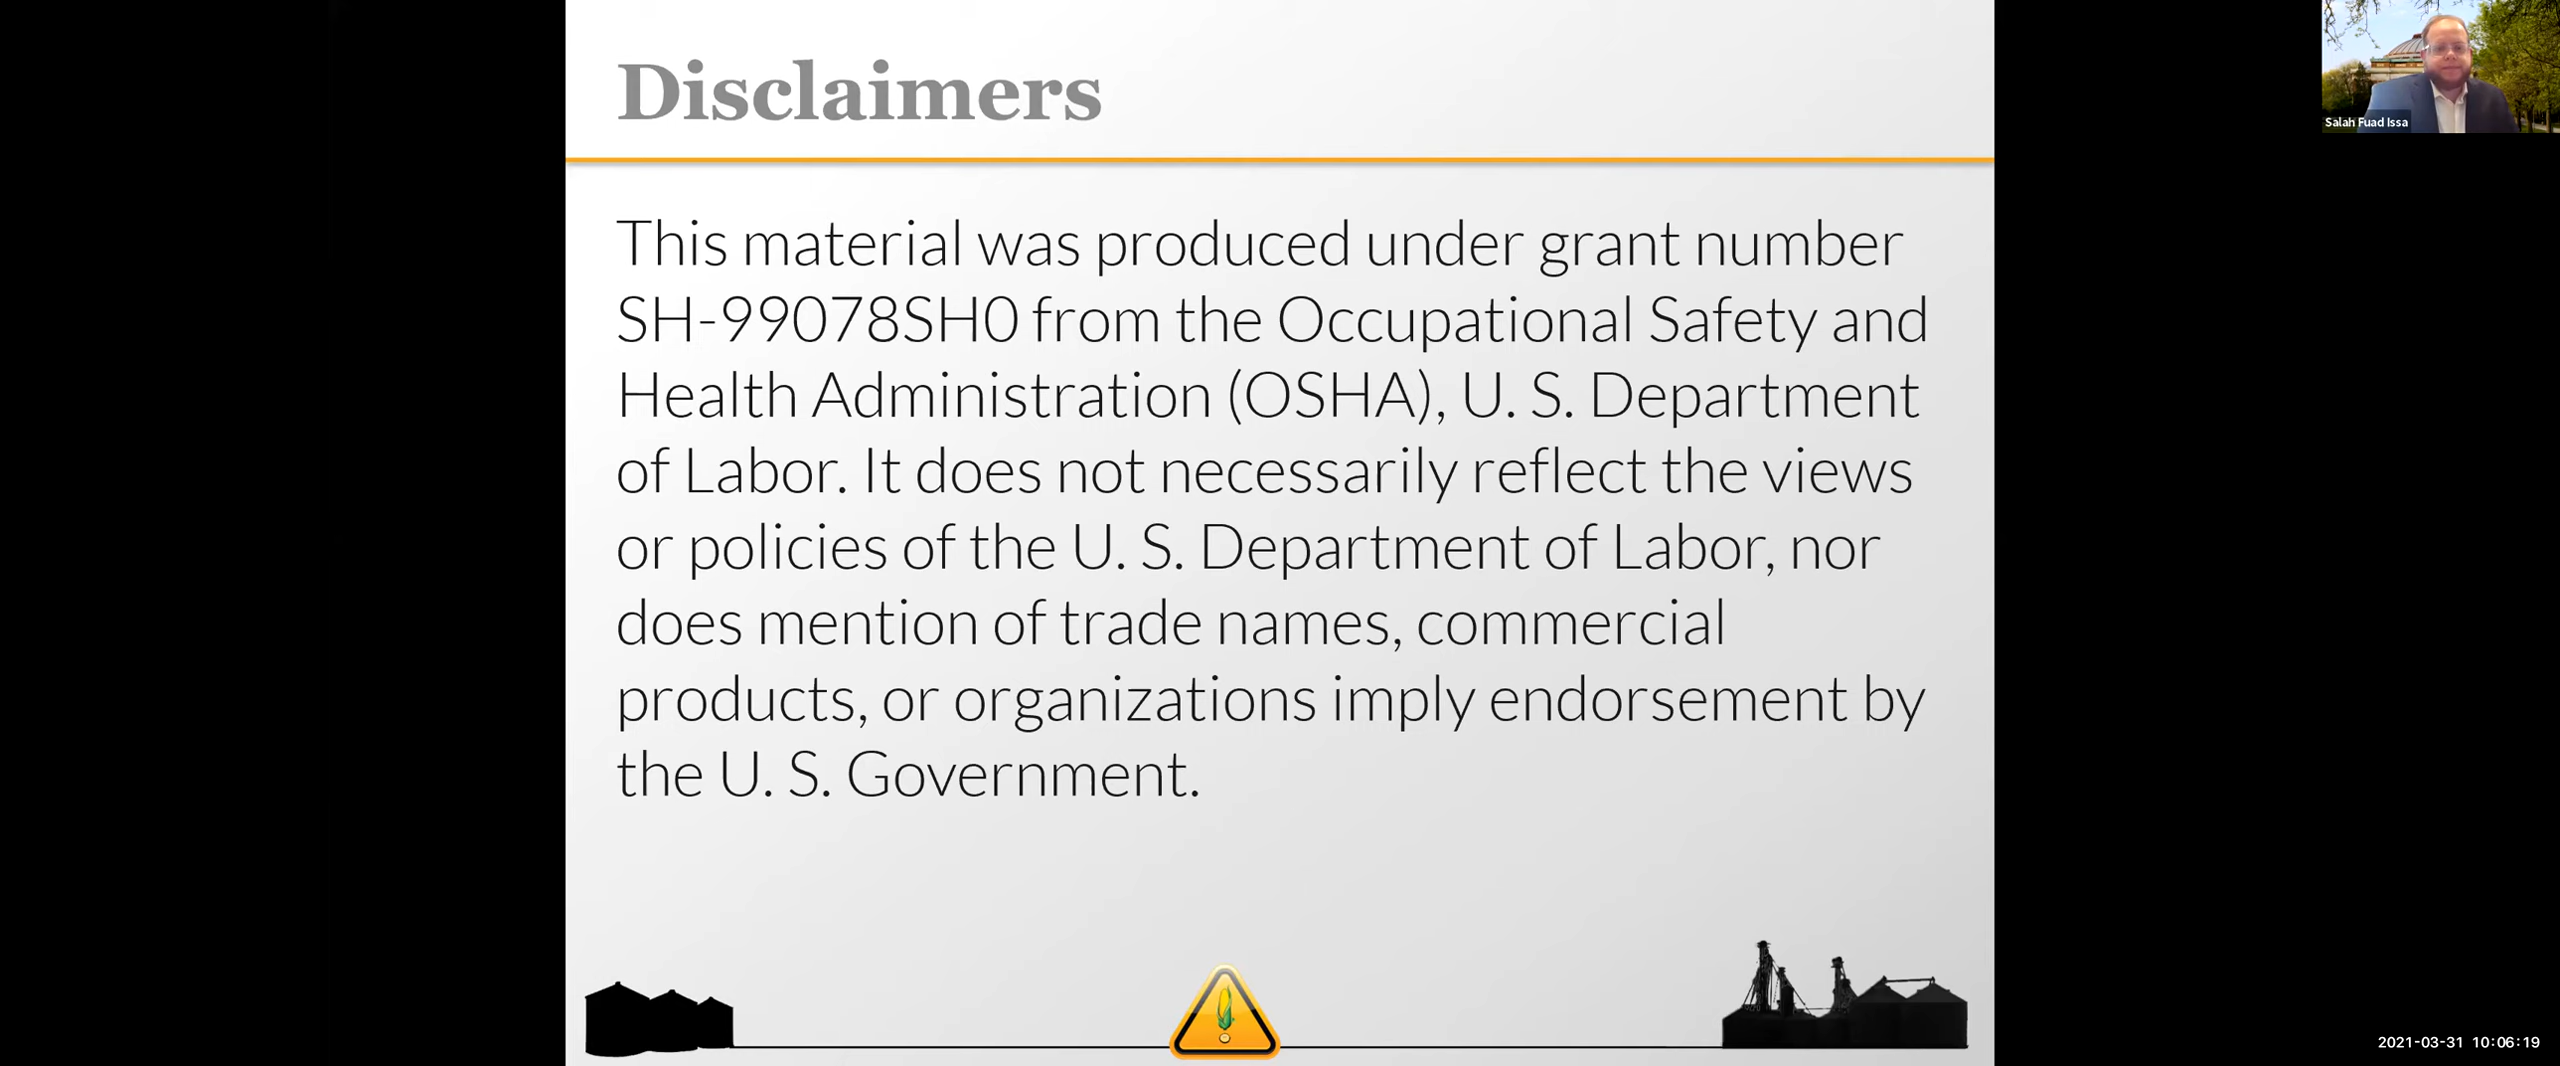 Disclaimers
Salah Fuad Issa
This material was produced under grant number
SH-99078SH0 from the Occupational Safety and
Health Administration (OSHA), U. S. Department
of Labor. It does not necessarily reflect the views
or policies of the U. S. Department of Labor, nor
does mention of trade names, commercial
products, or organizations imply endorsement by
the U. S. Government.
2021-03-31 10:06:19